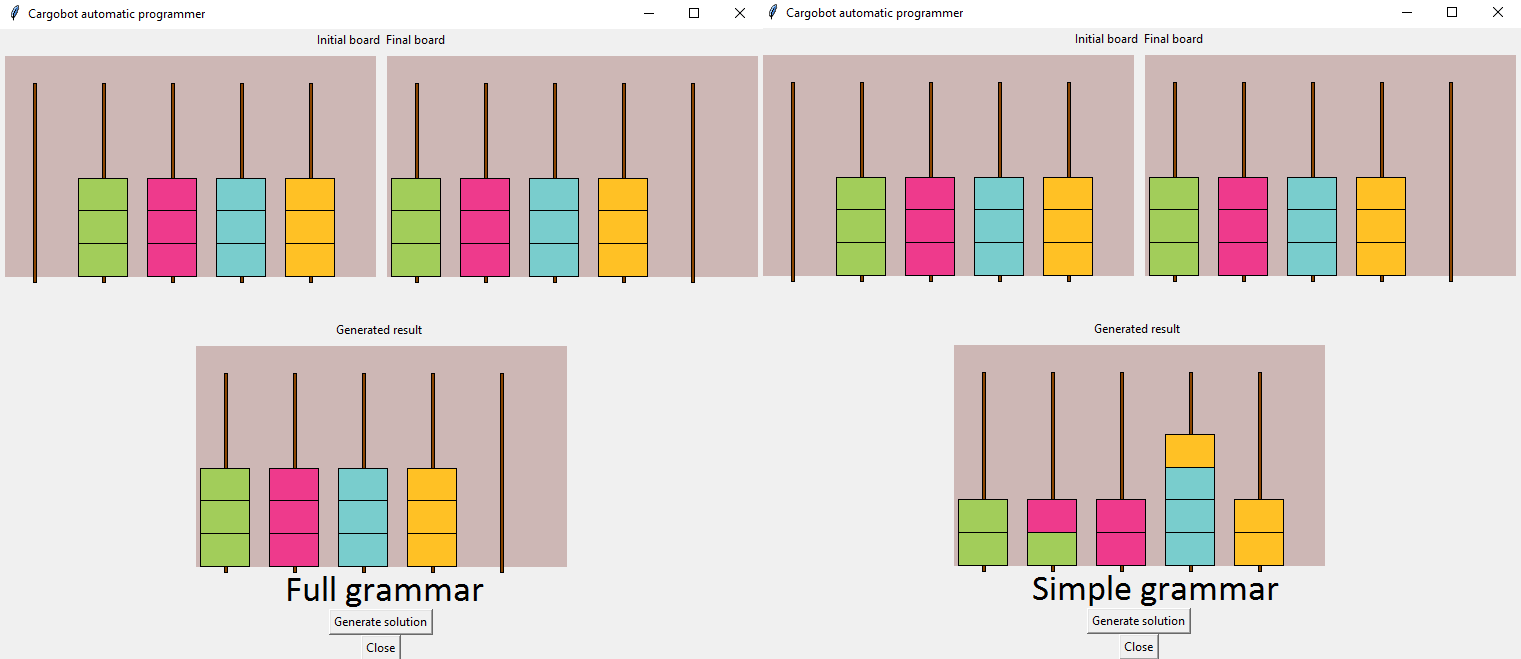 Cargobot automatic programmer
Initial board Final board
Generated result
Full grammar
Generate solution
Close
Cargobot automatic programmer
Initial board Final board
Generated result
Simple grammar
Generate solution
Close